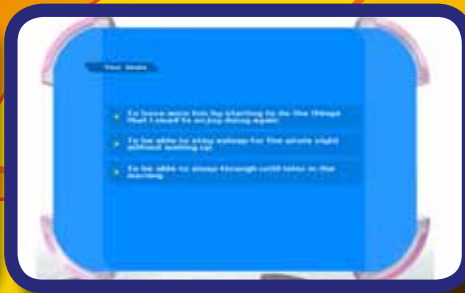 Your Goals
To have more fun by starting to do the things
that I used to enjoy doing again
To be able to stay asleep for the whole night
without waking up
To be able to sleep through until later in the
morning